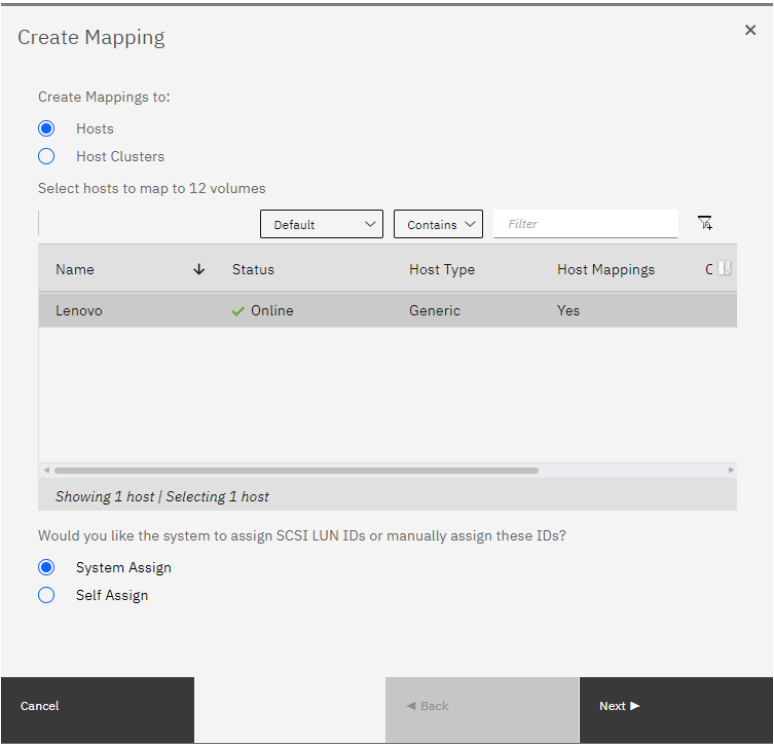 Create Mapping
Create Mappings to:
Hosts
Host Clusters
Select hosts to map to 12 volumes
Default Contains Filter
Name Status Host Type Host Mappings C
Lenovo Online Generic Yes
Showing 1 host | Selecting 1 host
Would you like the system to assign SCSI LUN IDs or manually assign these IDs?
System Assign
Self Assign
Cancel Back Next